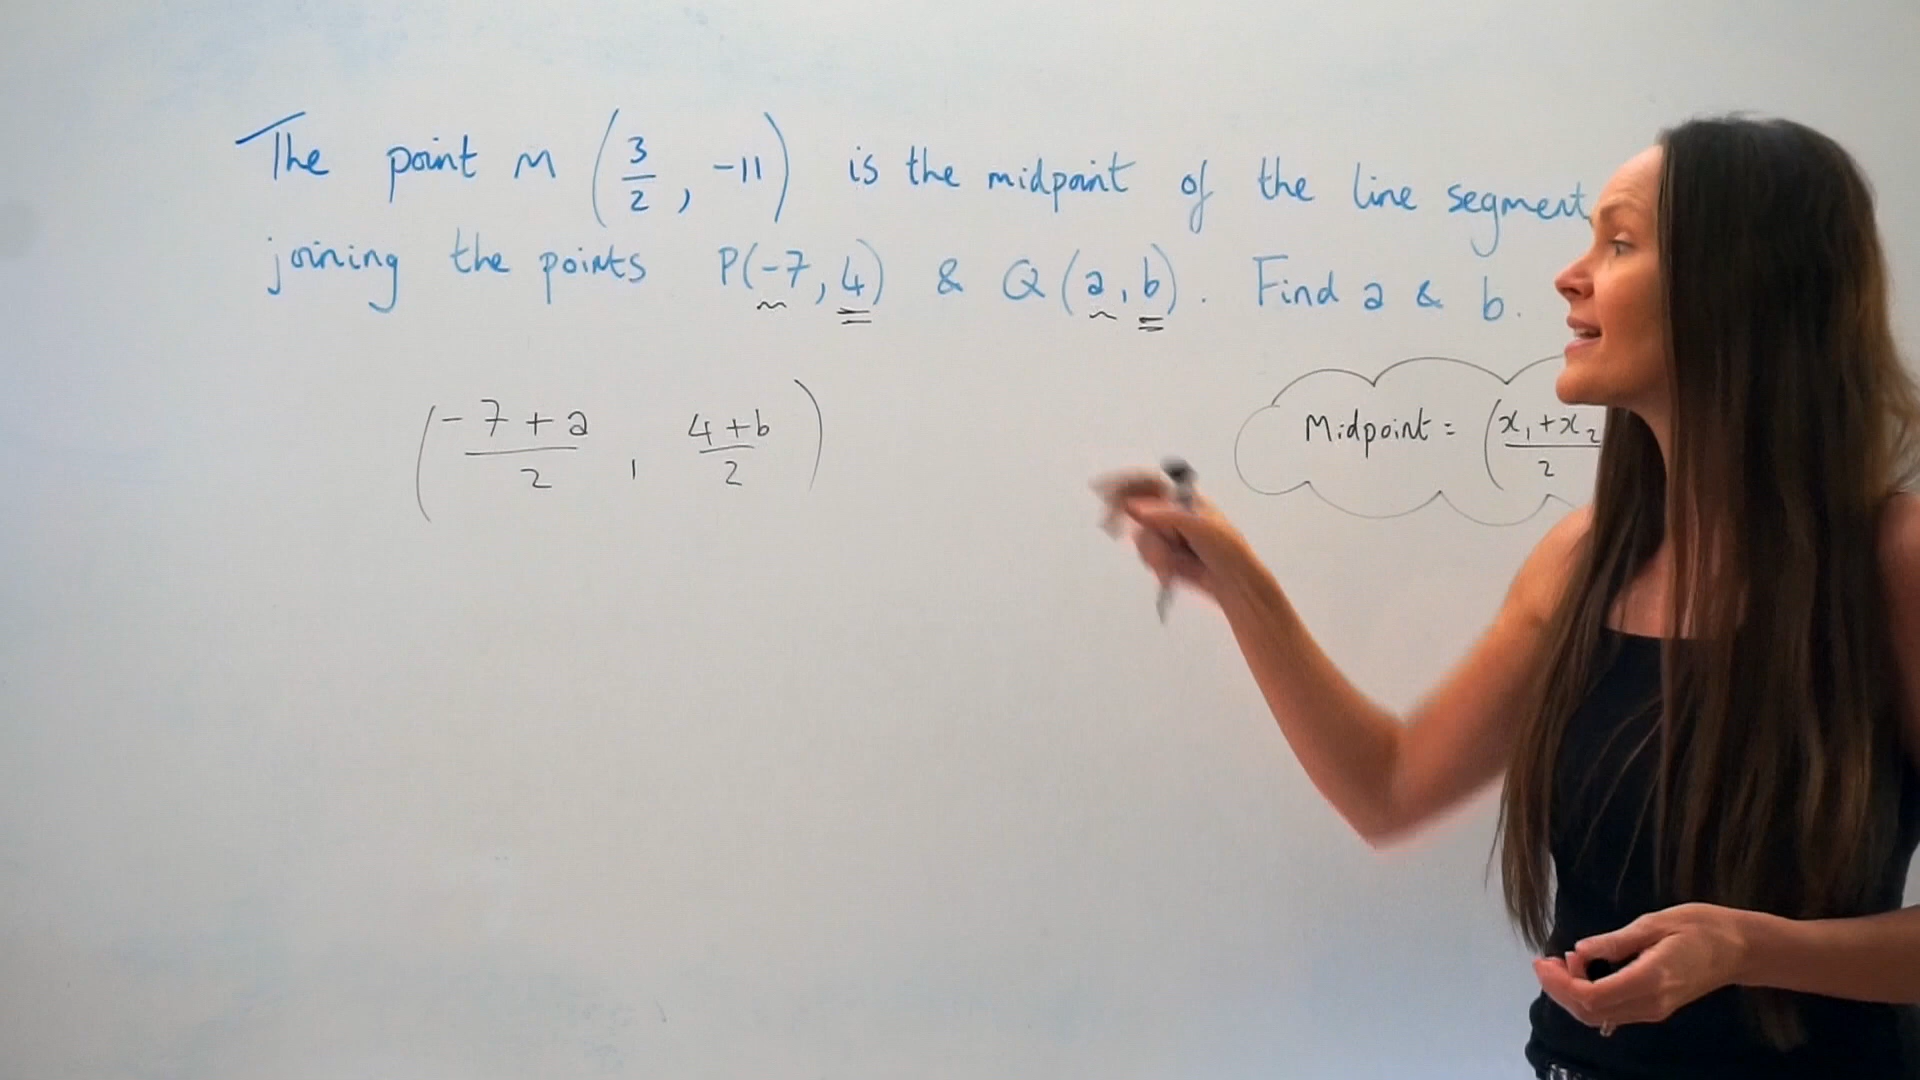 The point M (3/2, -11) is the midpoint of the line segment
joining the points P(-7, 4) & Q(a, b). Find a & b.
(-7+a/2, 4+b/2)
Midpoint = (x₁+x₂/2